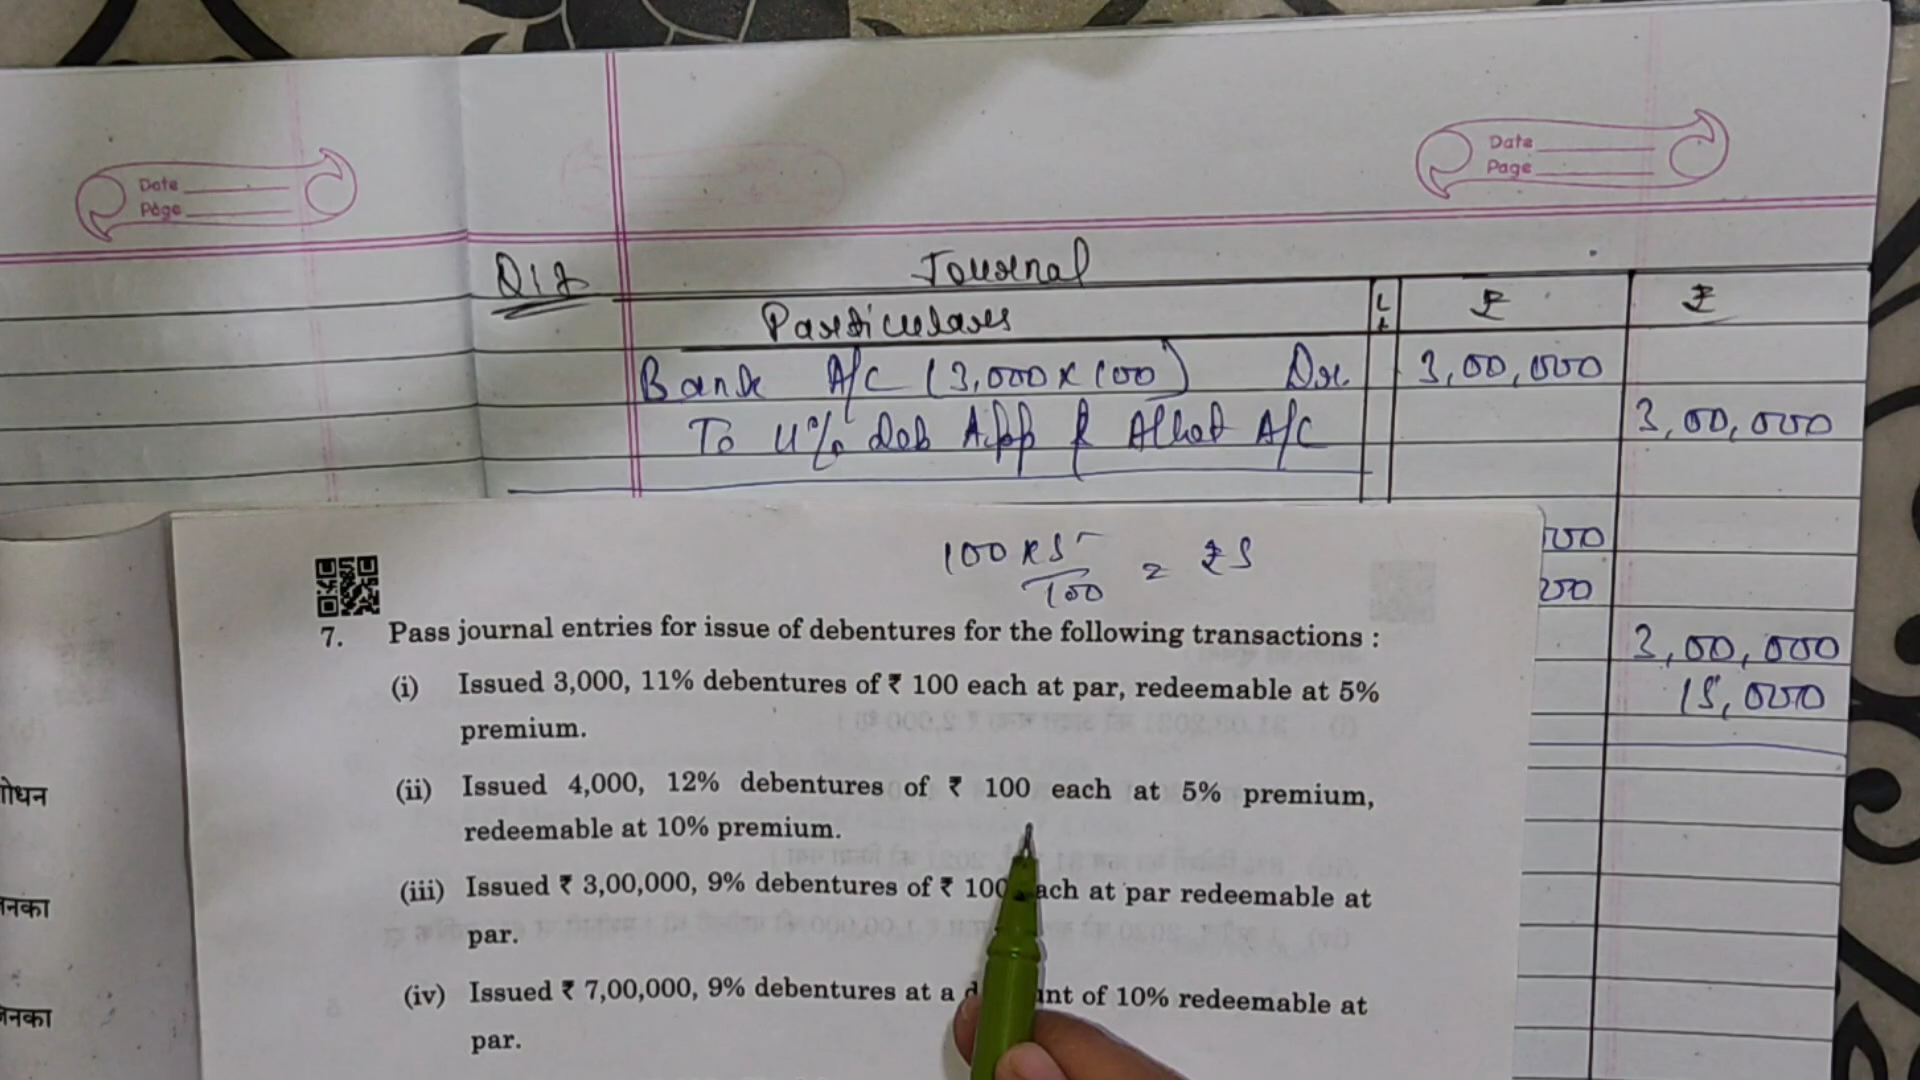 Date
Page
Date
Page
Journal
Particulars
L
₹
₹
Bank A/C (3,000 x 100) Dr
3,00,000
To 11% deb App & Allot A/C
3,00,000
100 x 5
100
= ₹5
7. Pass journal entries for issue of debentures for the following transactions :
3,00,000
(i) Issued 3,000, 11% debentures of ₹ 100 each at par, redeemable at 5%
15,000
premium.
(ii) Issued 4,000, 12% debentures of ₹ 100 each at 5% premium,
redeemable at 10% premium.
(iii) Issued ₹ 3,00,000, 9% debentures of ₹ 100 each at par redeemable at
par.
(iv) Issued ₹ 7,00,000, 9% debentures at a of 10% redeemable at
par.